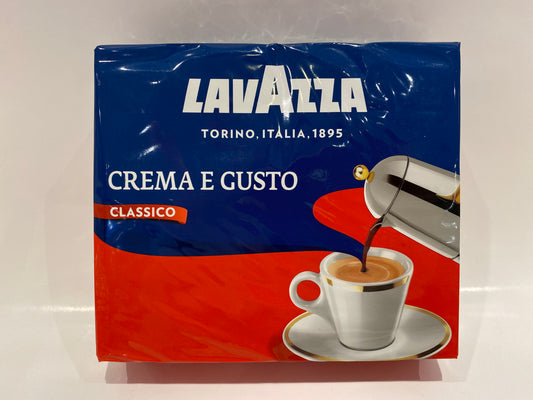 LAVAZZA
TORINO, ITALIA, 1895
CREMA E GUSTO
CLASSICO